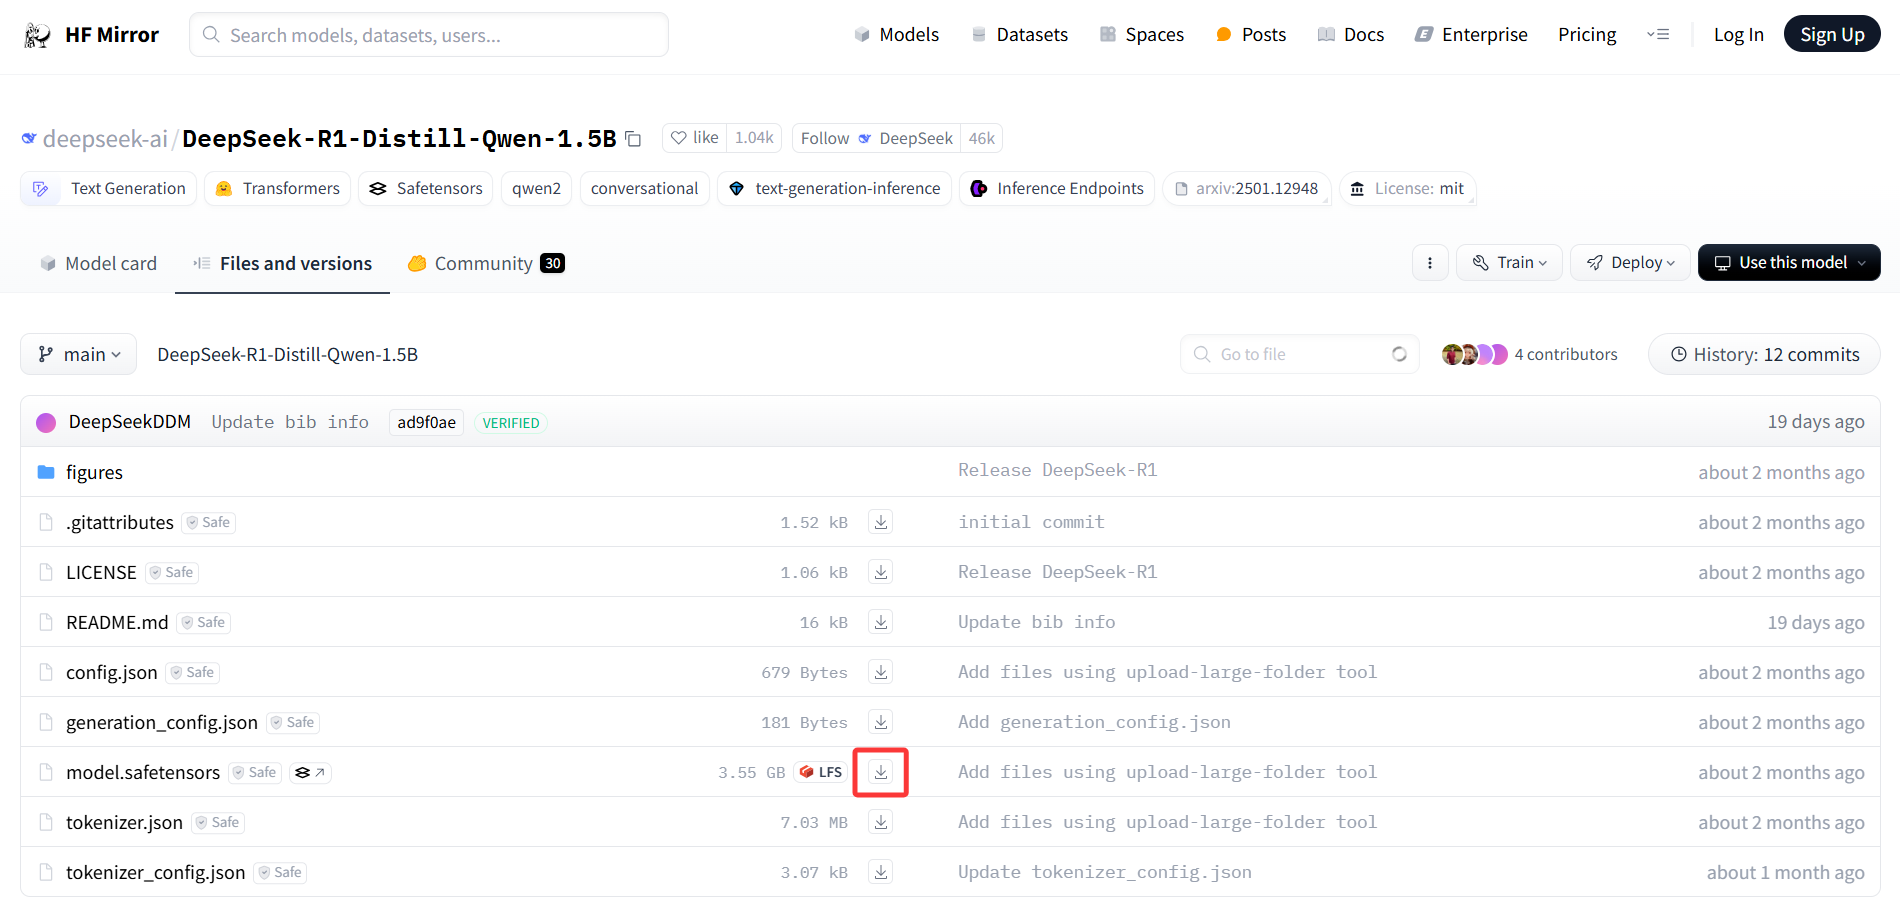 HF Mirror Search models, datasets, users... Models Datasets Spaces Posts Docs Enterprise Pricing Log In Sign Up
deepseek-ai/DeepSeek-R1-Distill-Qwen-1.5B like 1.04k Follow DeepSeek 46k
Text Generation Transformers Safetensors qwen2 conversational text-generation-inference Inference Endpoints arxiv:2501.12948 License: mit
Model card Files and versions Community 30 Train Deploy Use this model
main DeepSeek-R1-Distill-Qwen-1.5B Go to file 4 contributors History: 12 commits
DeepSeekDDM Update bib info ad9f0ae VERIFIED 19 days ago
figures Release DeepSeek-R1 about 2 months ago
.gitattributes Safe 1.52 kB initial commit about 2 months ago
LICENSE Safe 1.06 kB Release DeepSeek-R1 about 2 months ago
README.md Safe 16 kB Update bib info 19 days ago
config.json Safe 679 Bytes Add files using upload-large-folder tool about 2 months ago
generation_config.json Safe 181 Bytes Add generation_config.json about 2 months ago
model.safetensors Safe 3.55 GB LFS Add files using upload-large-folder tool about 2 months ago
tokenizer.json Safe 7.03 MB Add files using upload-large-folder tool about 2 months ago
tokenizer_config.json Safe 3.07 kB Update tokenizer_config.json about 1 month ago